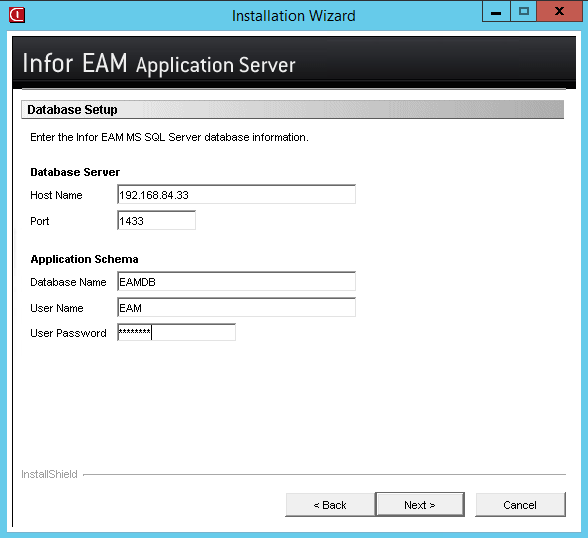 Installation Wizard
Infor EAM Application Server
Database Setup
Enter the Infor EAM MS SQL Server database information.
Database Server
Host Name 192.168.84.33
Port 1433
Application Schema
Database Name EAMDB
User Name EAM
User Password ********
InstallShield
< Back Next > Cancel